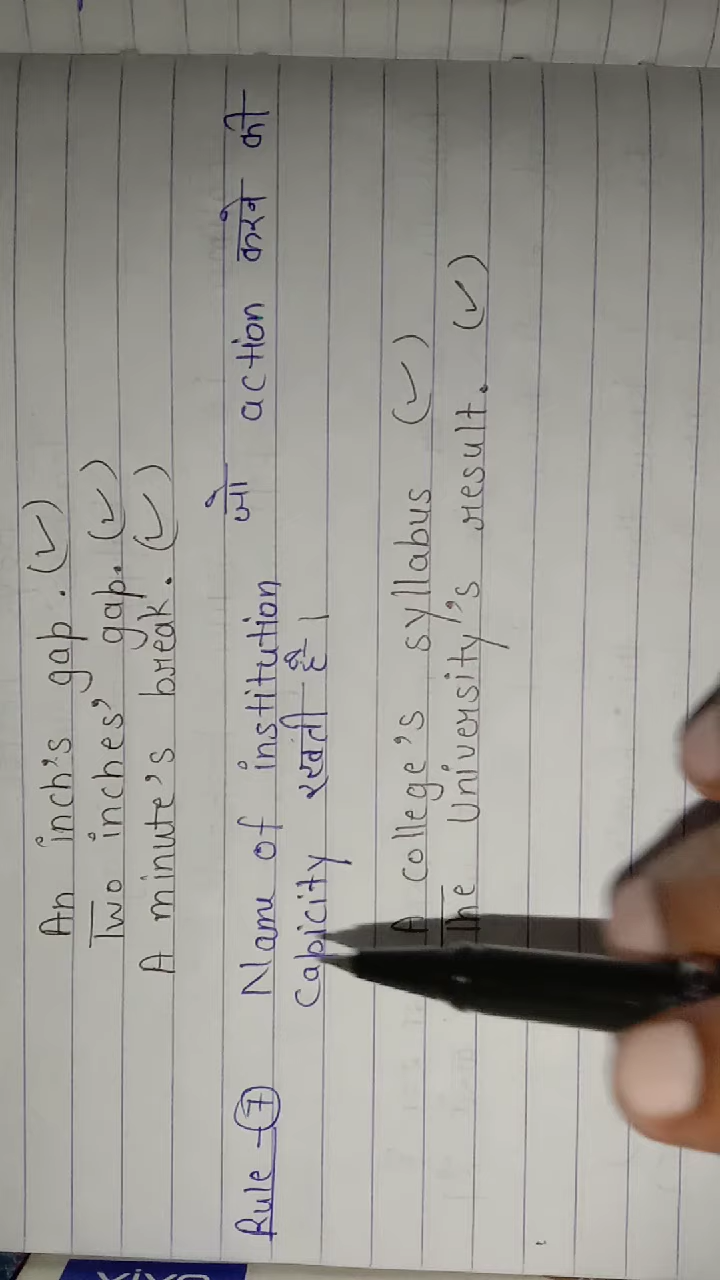 An inch's gap. (✓)
Two inches' gap. (✓)
A minute's break. (✓)
Rule-⑦ Name of institution जो action करने की
Capicity रखती है।
A college's syllabus (✓)
The University's result. (✓)
vivo